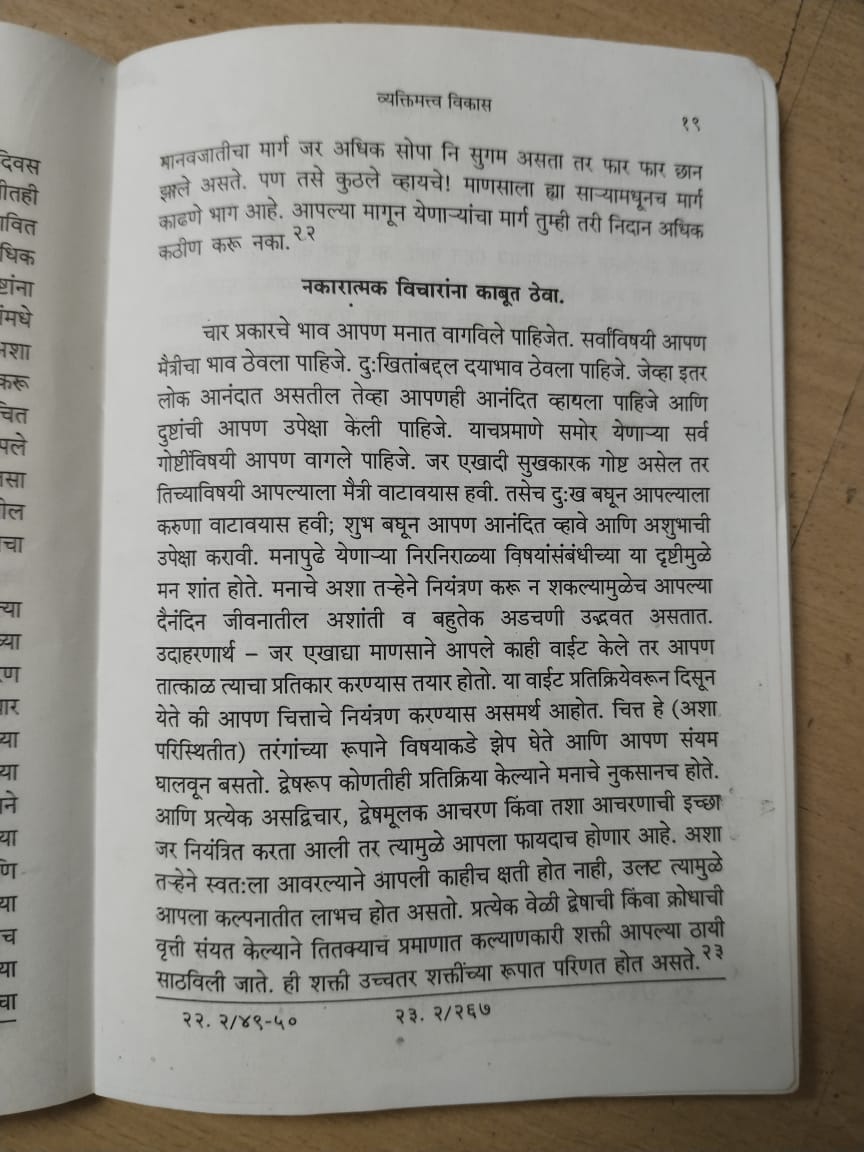 व्यक्तिमत्त्व विकास
१९
मानवजातीचा मार्ग जर अधिक सोपा नि सुगम असता तर फार फार छान
झाले असते. पण तसे कुठले व्हायचे! माणसाला ह्या साऱ्यामधूनच मार्ग
काढणे भाग आहे. आपल्या मागून येणाऱ्यांचा मार्ग तुम्ही तरी निदान अधिक
कठीण करू नका.२२
नकारात्मक विचारांना काबूत ठेवा.
चार प्रकारचे भाव आपण मनात वागविले पाहिजेत. सर्वांविषयी आपण
मैत्रीचा भाव ठेवला पाहिजे. दुःखितांबद्दल दयाभाव ठेवला पाहिजे. जेव्हा इतर
लोक आनंदात असतील तेव्हा आपणही आनंदित व्हायला पाहिजे आणि
दुष्टांची आपण उपेक्षा केली पाहिजे. याचप्रमाणे समोर येणाऱ्या सर्व
गोष्टींविषयी आपण वागले पाहिजे. जर एखादी सुखकारक गोष्ट असेल तर
तिच्याविषयी आपल्याला मैत्री वाटावयास हवी. तसेच दुःख बघून आपल्याला
करुणा वाटावयास हवी; शुभ बघून आपण आनंदित व्हावे आणि अशुभाची
उपेक्षा करावी. मनापुढे येणाऱ्या निरनिराळ्या विषयांसंबंधीच्या या दृष्टीमुळे
मन शांत होते. मनाचे अशा तऱ्हेने नियंत्रण करू न शकल्यामुळेच आपल्या
दैनंदिन जीवनातील अशांती व बहुतेक अडचणी उद्भवत असतात.
उदाहरणार्थ – जर एखाद्या माणसाने आपले काही वाईट केले तर आपण
तात्काळ त्याचा प्रतिकार करण्यास तयार होतो. या वाईट प्रतिक्रियेवरून दिसून
येते की आपण चित्ताचे नियंत्रण करण्यास असमर्थ आहोत. चित्त हे (अशा
परिस्थितीत) तरंगांच्या रूपाने विषयाकडे झेप घेते आणि आपण संयम
घालवून बसतो. द्वेषरूप कोणतीही प्रतिक्रिया केल्याने मनाचे नुकसानच होते.
आणि प्रत्येक असद्विचार, द्वेषमूलक आचरण किंवा तशा आचरणाची इच्छा
जर नियंत्रित करता आली तर त्यामुळे आपला फायदाच होणार आहे. अशा
तऱ्हेने स्वतःला आवरल्याने आपली काहीच क्षती होत नाही, उलट त्यामुळे
आपला कल्पनातीत लाभच होत असतो. प्रत्येक वेळी द्वेषाची किंवा क्रोधाची
वृत्ती संयत केल्याने तितक्याच प्रमाणात कल्याणकारी शक्ती आपल्या ठायी
साठविली जाते. ही शक्ती उच्चतर शक्तींच्या रूपात परिणत होत असते.२३
२२. २/४९-५० २३. २/२६७